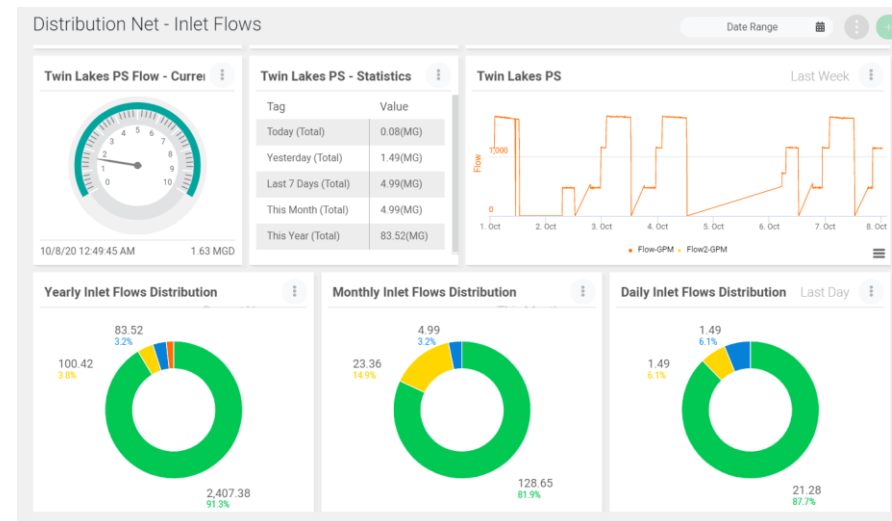 Distribution Net - Inlet Flows
Date Range
Twin Lakes PS Flow - Curre
0
1
2
3
4
5
6
7
8
9
10
10/8/20 12:49:45 AM 1.63 MGD
Twin Lakes PS - Statistics
Tag Value
Today (Total) 0.08(MG)
Yesterday (Total) 1.49(MG)
Last 7 Days (Total) 4.99(MG)
This Month (Total) 4.99(MG)
This Year (Total) 83.52(MG)
Twin Lakes PS Last Week
Flow
1,000
0
1. Oct 2. Oct 3. Oct 4. Oct 5. Oct 6. Oct 7. Oct 8. Oct
Flow-GPM Flow2-GPM
Yearly Inlet Flows Distribution
83.52
3.2%
100.42
3.8%
2,407.38
91.3%
Monthly Inlet Flows Distribution
4.99
3.2%
23.36
14.9%
128.65
81.9%
Daily Inlet Flows Distribution Last Day
1.49
6.1%
1.49
6.1%
21.28
87.7%